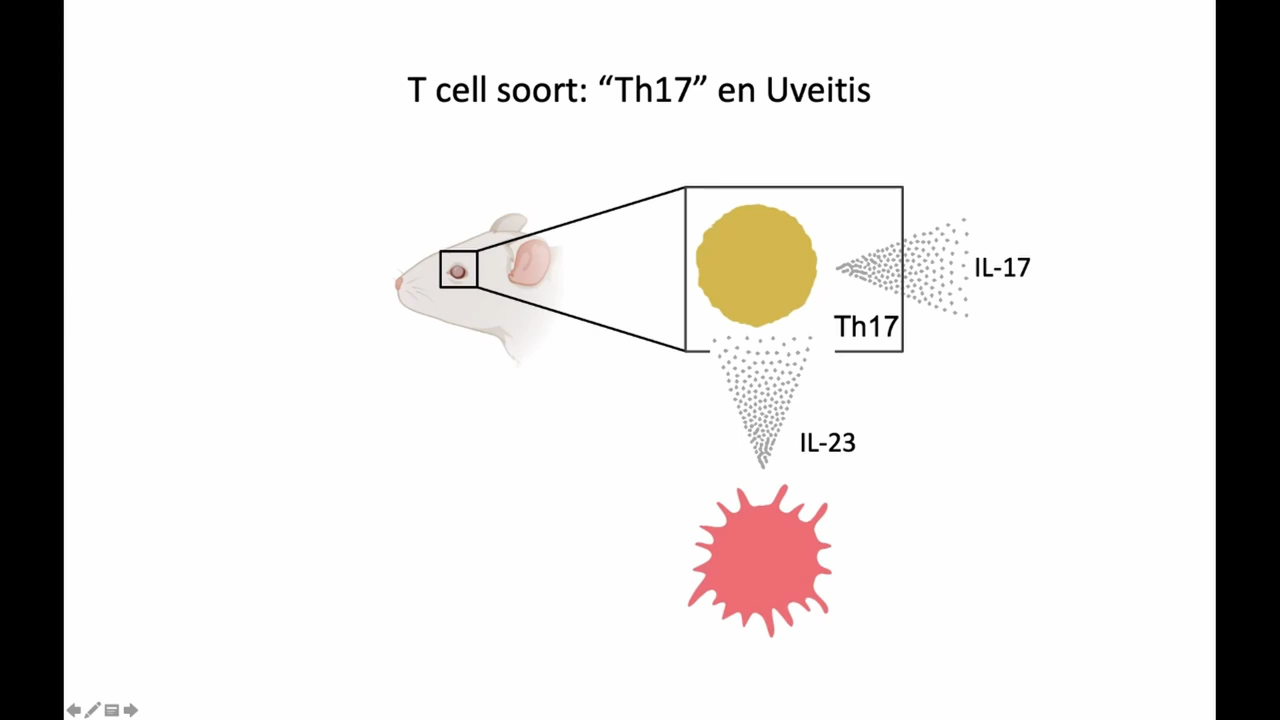 T cell soort: “Th17” en Uveitis
IL-17
Th17
IL-23